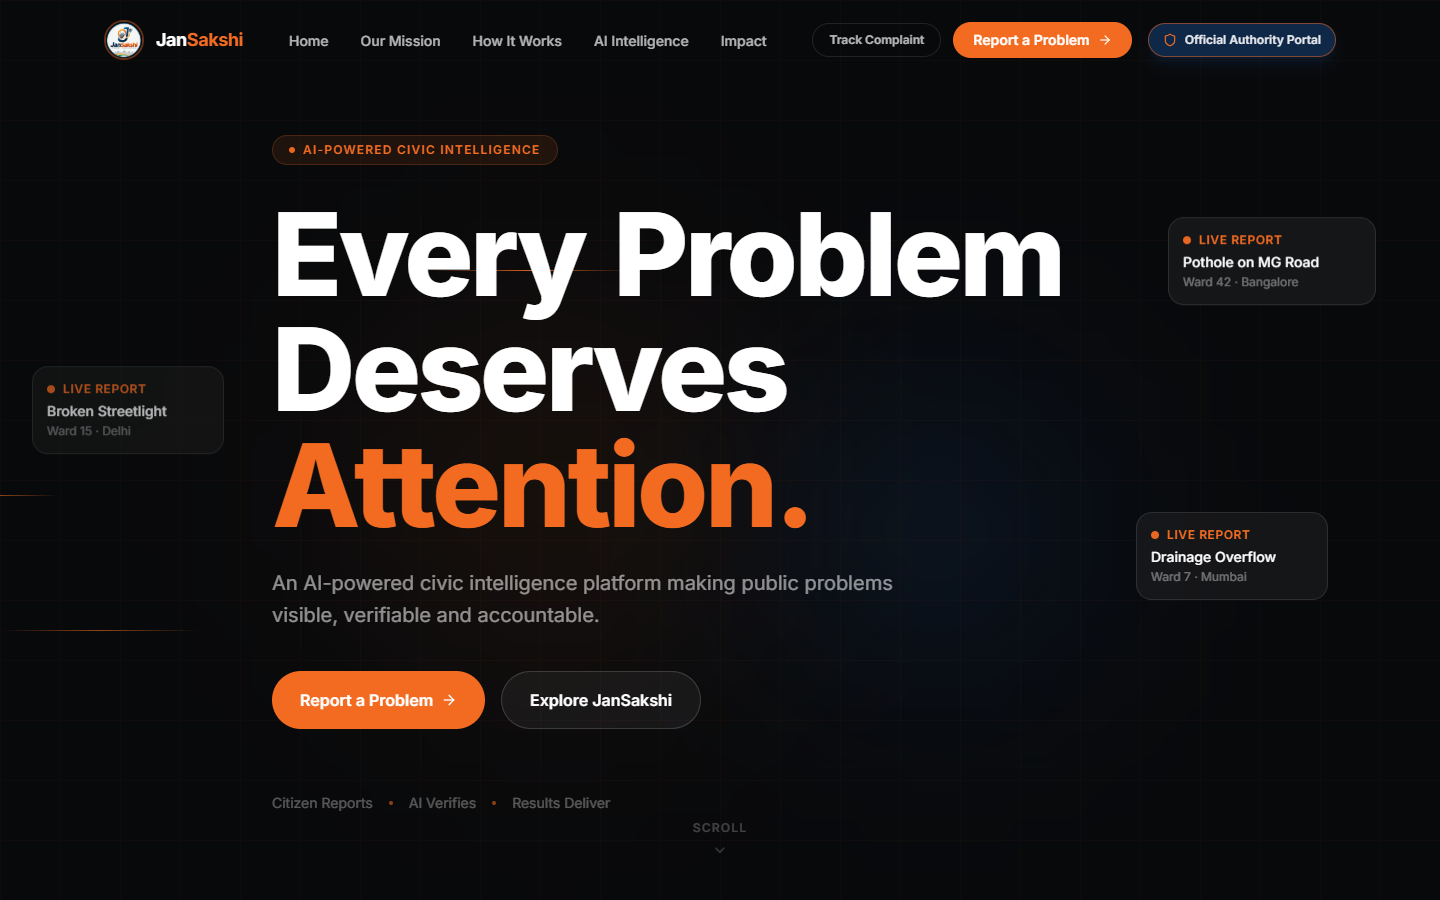 JanSakshi
JanSakshi
Home
Our Mission
How It Works
AI Intelligence
Impact
Track Complaint
Report a Problem
Official Authority Portal
AI-POWERED CIVIC INTELLIGENCE
Every Problem
Deserves
Attention.
LIVE REPORT
Pothole on MG Road
Ward 42 · Bangalore
LIVE REPORT
Broken Streetlight
Ward 15 · Delhi
LIVE REPORT
Drainage Overflow
Ward 7 · Mumbai
An AI-powered civic intelligence platform making public problems
visible, verifiable and accountable.
Report a Problem
Explore JanSakshi
Citizen Reports • AI Verifies • Results Deliver
SCROLL